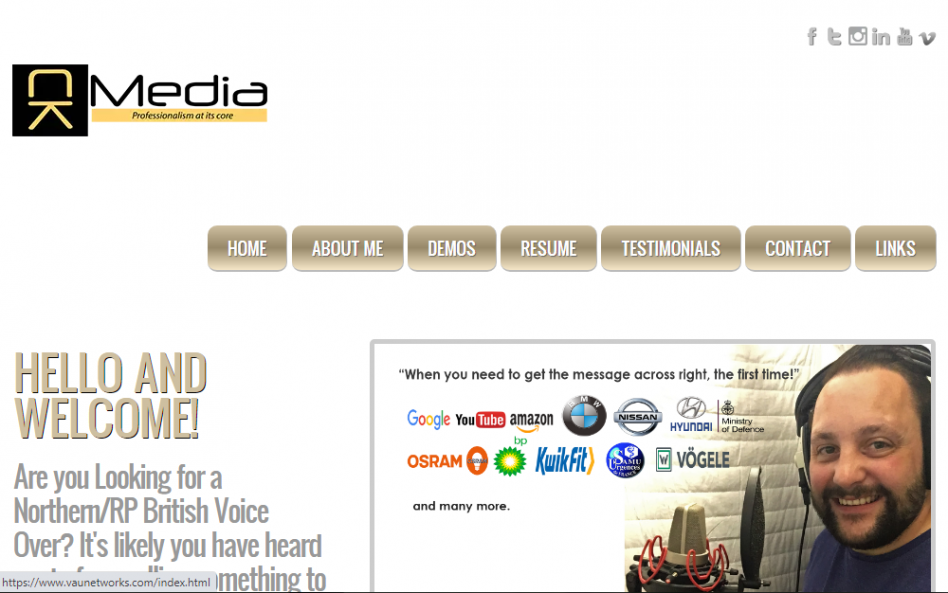 CK Media
Professionalism at its core
HOME ABOUT ME DEMOS RESUME TESTIMONIALS CONTACT LINKS
HELLO AND
WELCOME!
Are you Looking for a
Northern/RP British Voice
Over? It's likely you have heard
something to
https://www.vaunetworks.com/index.html
“When you need to get the message across right, the first time!”
Google YouTube amazon BMW NISSAN HYUNDAI Ministry
of Defence
OSRAM bp KwikFit SAMU
Urgences
de France VÖGELE
and many more.